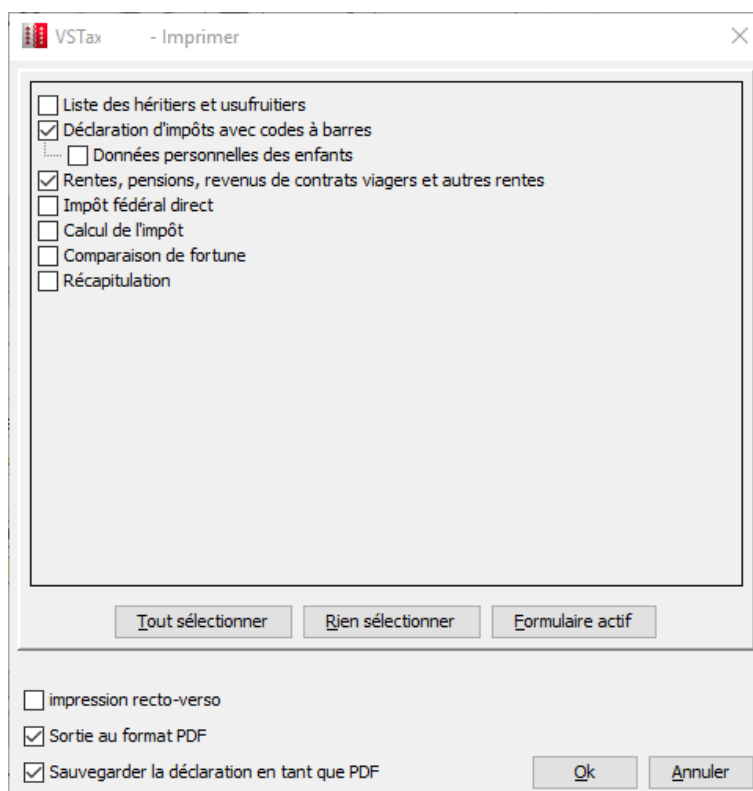 VSTax - Imprimer
Liste des héritiers et usufruitiers
Déclaration d'impôts avec codes à barres
Données personnelles des enfants
Rentes, pensions, revenus de contrats viagers et autres rentes
Impôt fédéral direct
Calcul de l'impôt
Comparaison de fortune
Récapitulation
Tout sélectionner Rien sélectionner Formulaire actif
impression recto-verso
Sortie au format PDF
Sauvegarder la déclaration en tant que PDF Ok Annuler